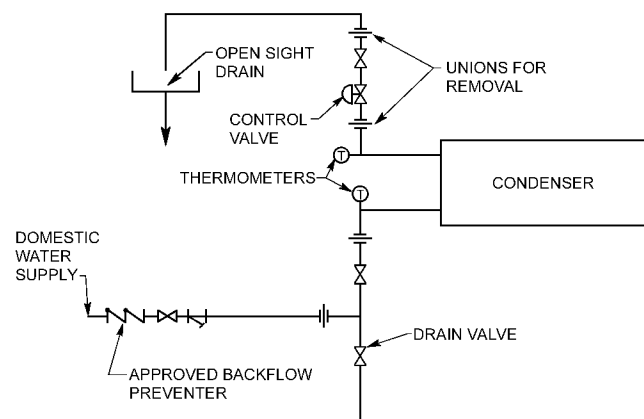 OPEN SIGHT
DRAIN
UNIONS FOR
REMOVAL
CONTROL
VALVE
T
THERMOMETERS
T
CONDENSER
DOMESTIC
WATER
SUPPLY
DRAIN VALVE
APPROVED BACKFLOW
PREVENTER